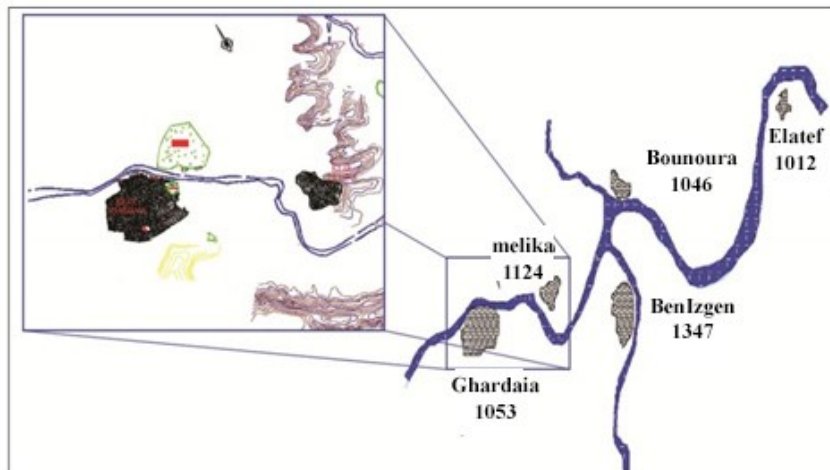 Elatef
1012
Bounoura
1046
melika
1124
BenIzgen
1347
Ghardaia
1053